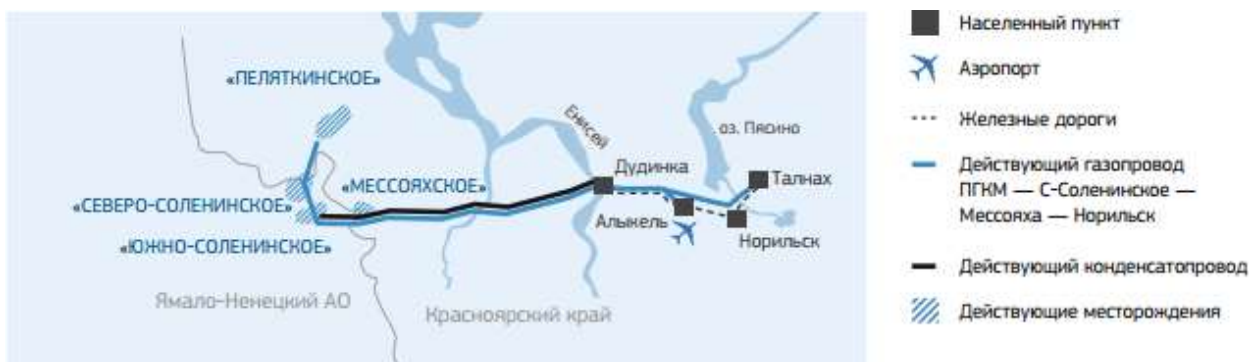 «ПЕЛЯТКИНСКОЕ»
Енисей
оз. Пясино
Дудинка
Талнах
«МЕССОЯХСКОЕ»
«СЕВЕРО-СОЛЕНИНСКОЕ»
Алыкель
Норильск
«ЮЖНО-СОЛЕНИНСКОЕ»
Ямало-Ненецкий АО
Красноярский край
Населенный пункт
Аэропорт
Железные дороги
Действующий газопровод
ПГКМ — С-Соленинское —
Мессояха — Норильск
Действующий конденсатопровод
Действующие месторождения